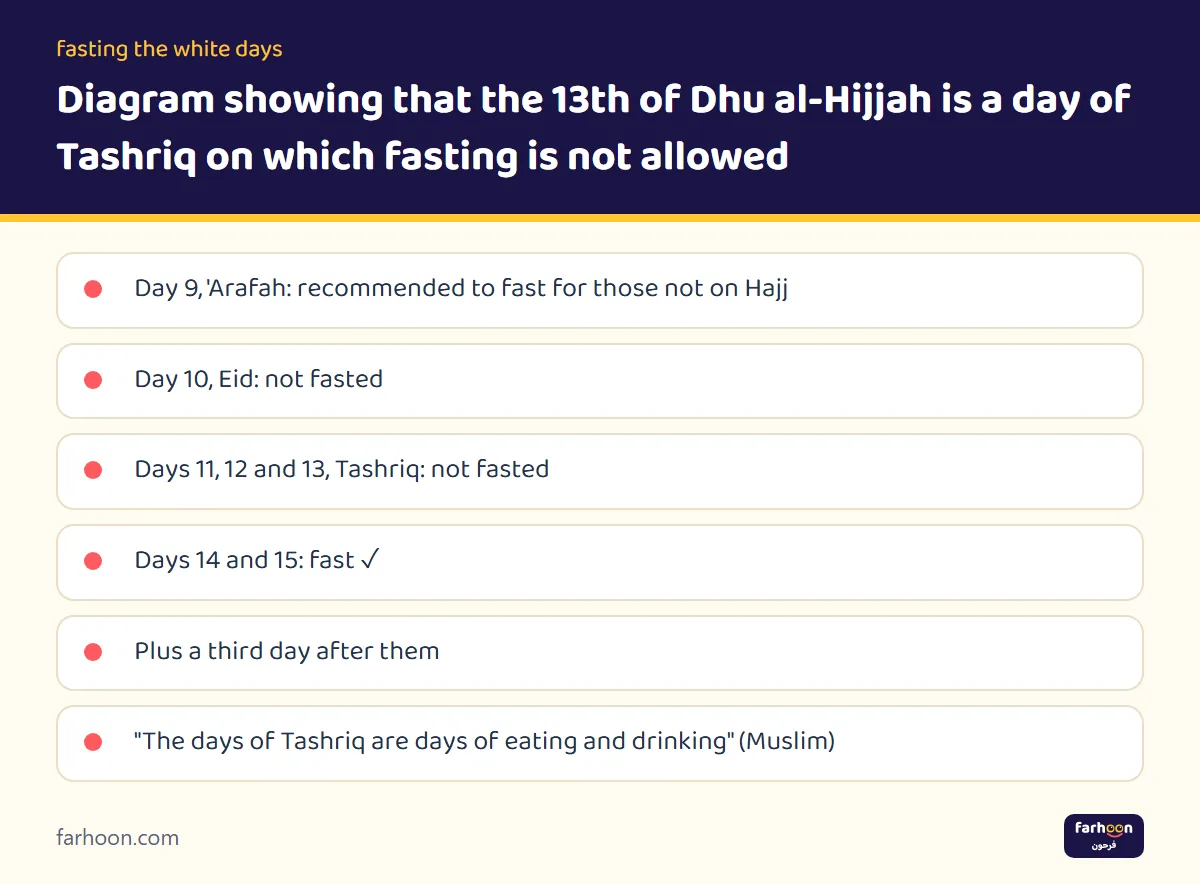 fasting the white days
Diagram showing that the 13th of Dhu al-Hijjah is a day of
Tashriq on which fasting is not allowed
Day 9, 'Arafah: recommended to fast for those not on Hajj
Day 10, Eid: not fasted
Days 11, 12 and 13, Tashriq: not fasted
Days 14 and 15: fast ✓
Plus a third day after them
"The days of Tashriq are days of eating and drinking" (Muslim)
farhoon.com
farhoon
فرحون